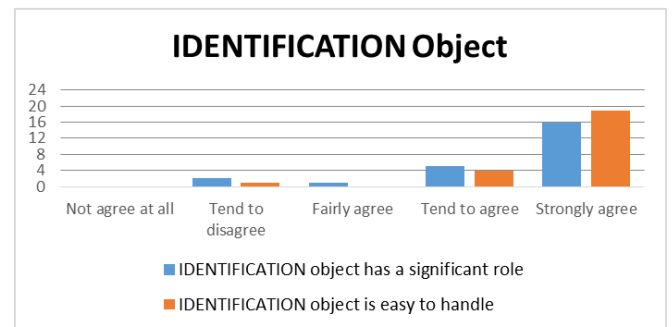 IDENTIFICATION Object
24
20
16
12
8
4
0
Not agree at all
Tend to
disagree
Fairly agree
Tend to agree
Strongly agree
IDENTIFICATION object has a significant role
IDENTIFICATION object is easy to handle